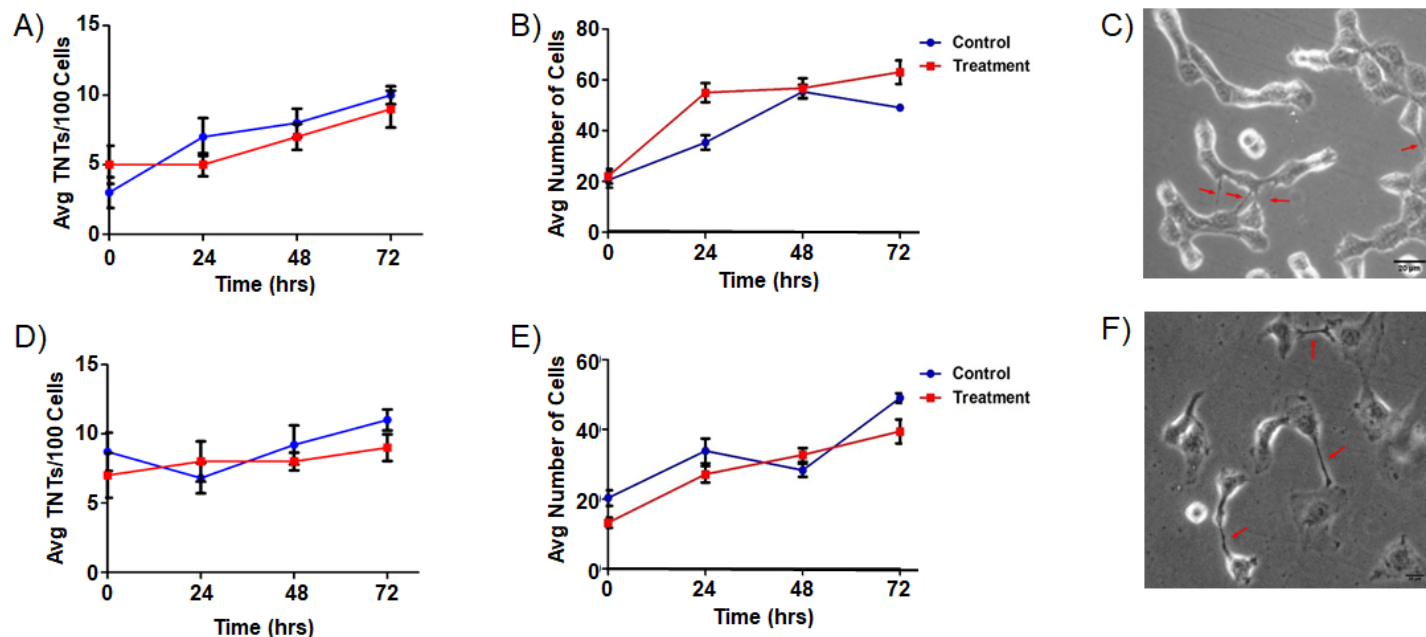 A)
Avg TNTs/100 Cells
15
10
5
0
0 24 48 72
Time (hrs)
B)
Avg Number of Cells
80
60
40
20
0
0 24 48 72
Time (hrs)
Control
Treatment
C)
20 µm
D)
Avg TNTs/100 Cells
15
10
5
0
0 24 48 72
Time (hrs)
E)
Avg Number of Cells
60
40
20
0
0 24 48 72
Time (hrs)
Control
Treatment
F)